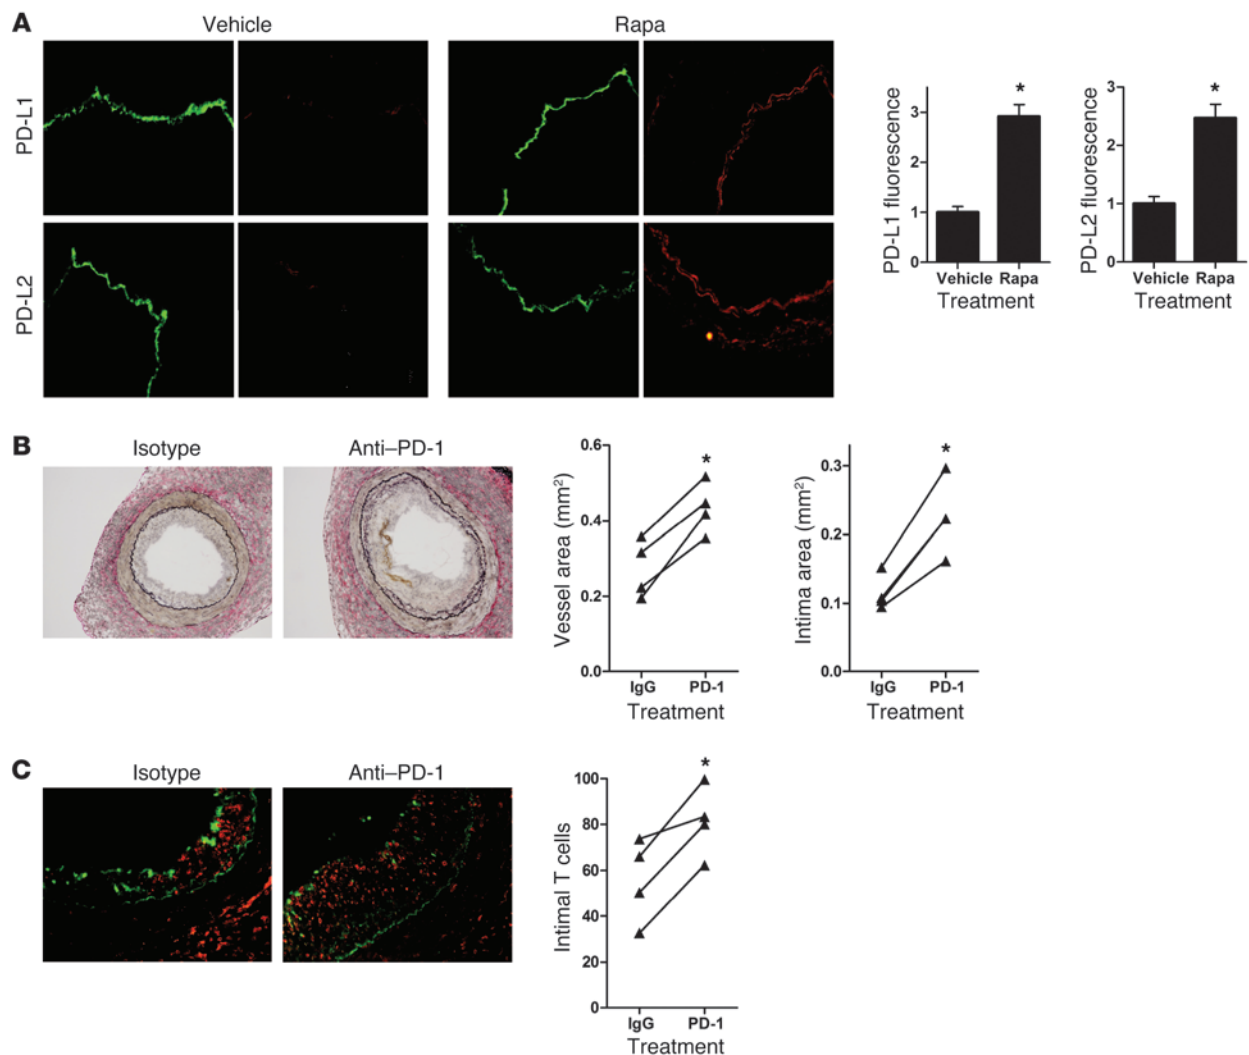 A
Vehicle
Rapa
PD-L1
PD-L2
PD-L1 fluorescence
3
2
1
0
*
Vehicle Rapa
Treatment
PD-L2 fluorescence
3
2
1
0
*
Vehicle Rapa
Treatment
B
Isotype
Anti–PD-1
Vessel area (mm²)
0.6
0.4
0.2
0.0
*
IgG PD-1
Treatment
Intima area (mm²)
0.3
0.2
0.1
0.0
*
IgG PD-1
Treatment
C
Isotype
Anti–PD-1
Intimal T cells
100
80
60
40
20
0
*
IgG PD-1
Treatment